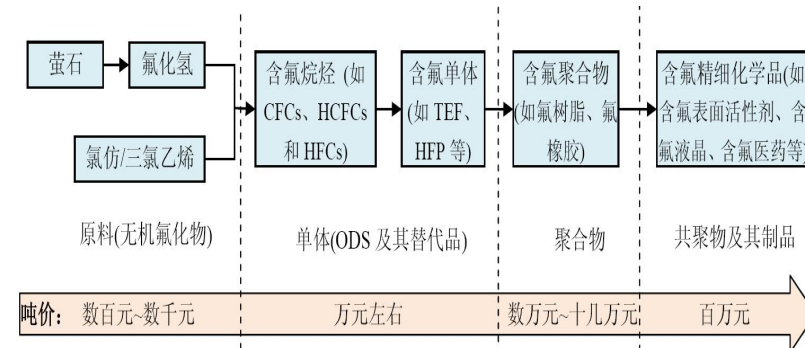 萤石
氟化氢
氯仿/三氯乙烯
含氟烷烃 (如
CFCs、HCFCs
和 HFCs)
含氟单体
(如 TEF、
HFP 等)
含氟聚合物
(如氟树脂、氟
橡胶)
含氟精细化学品(如
含氟表面活性剂、含
氟液晶、含氟医药等)
原料(无机氟化物)
单体(ODS 及其替代品)
聚合物
共聚物及其制品
吨价： 数百元~数千元
万元左右
数万元~十几万元
百万元